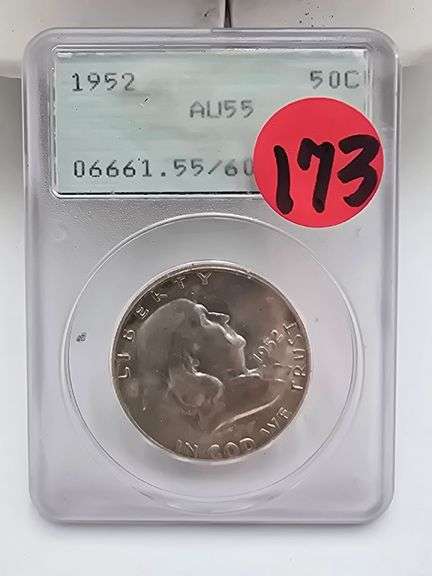 1952 50C
AU55
06661.55/60
173
LIBERTY
1952
IN GOD WE TRUST